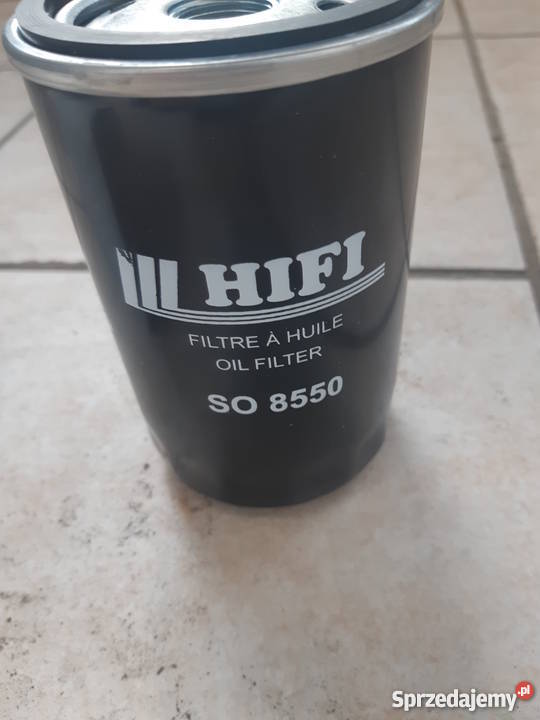 HIFI
FILTRE À HUILE
OIL FILTER
SO 8550
Sprzedajemy.pl